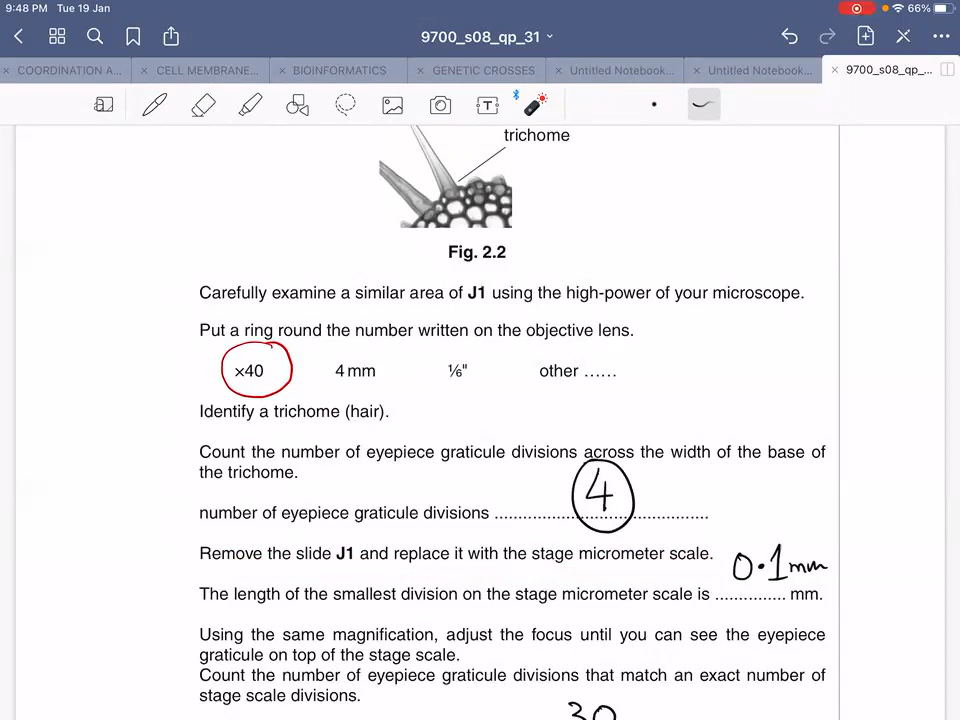 9:48 PM Tue 19 Jan 66%
9700_s08_qp_31
COORDINATION A... CELL MEMBRANE... BIOINFORMATICS GENETIC CROSSES Untitled Notebook... Untitled Notebook... 9700_s08_qp_...
trichome
Fig. 2.2
Carefully examine a similar area of J1 using the high-power of your microscope.
Put a ring round the number written on the objective lens.
×40 4 mm ⅙" other ......
Identify a trichome (hair).
Count the number of eyepiece graticule divisions across the width of the base of
the trichome.
4
number of eyepiece graticule divisions ...............................................
Remove the slide J1 and replace it with the stage micrometer scale.
0.1mm
The length of the smallest division on the stage micrometer scale is ............... mm.
Using the same magnification, adjust the focus until you can see the eyepiece
graticule on top of the stage scale.
Count the number of eyepiece graticule divisions that match an exact number of
stage scale divisions.
30